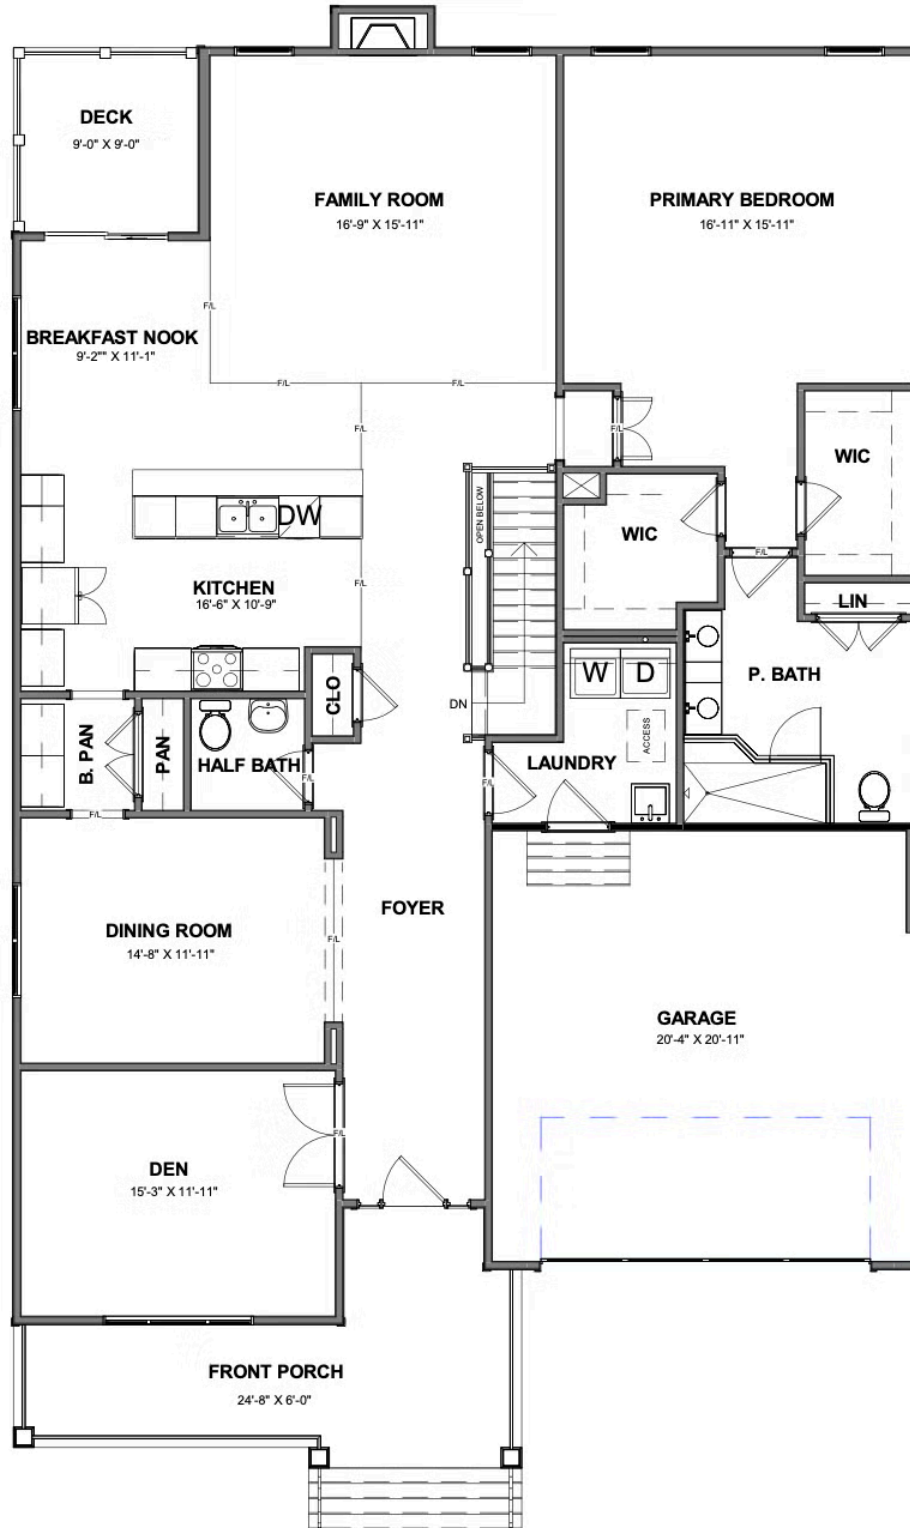 DECK
9'-0" X 9'-0"
FAMILY ROOM
16'-9" X 15'-11"
PRIMARY BEDROOM
16'-11" X 15'-11"
F/L
BREAKFAST NOOK
9'-2"" X 11'-1"
F/L
F/L
F/L
F/L
WIC
OPEN BELOW
DW
WIC
F/L
KITCHEN
16'-6" X 10'-9"
F/L
LIN
W
D
P. BATH
CLO
DN
ACCESS
B. PAN
PAN
HALF BATH
LAUNDRY
F/L
F/L
F/L
FOYER
DINING ROOM
14'-8" X 11'-11"
F/L
GARAGE
20'-4" X 20'-11"
F/L
DEN
15'-3" X 11'-11"
FRONT PORCH
24'-8" X 6'-0"